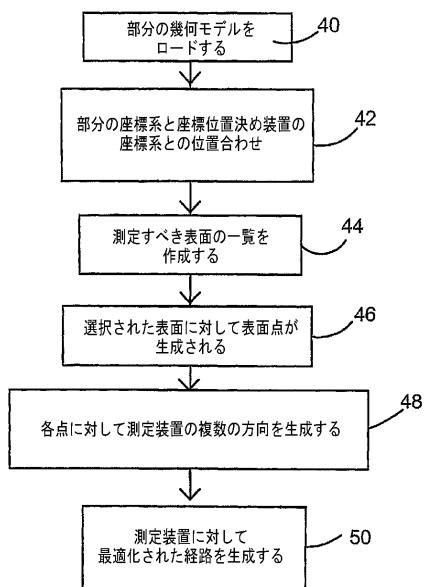 部分の幾何モデルを
ロードする
40
部分の座標系と座標位置決め装置の
座標系との位置合わせ
42
測定すべき表面の一覧を
作成する
44
選択された表面に対して表面点が
生成される
46
各点に対して測定装置の複数の方向を生成する
48
測定装置に対して
最適化された経路を生成する
50